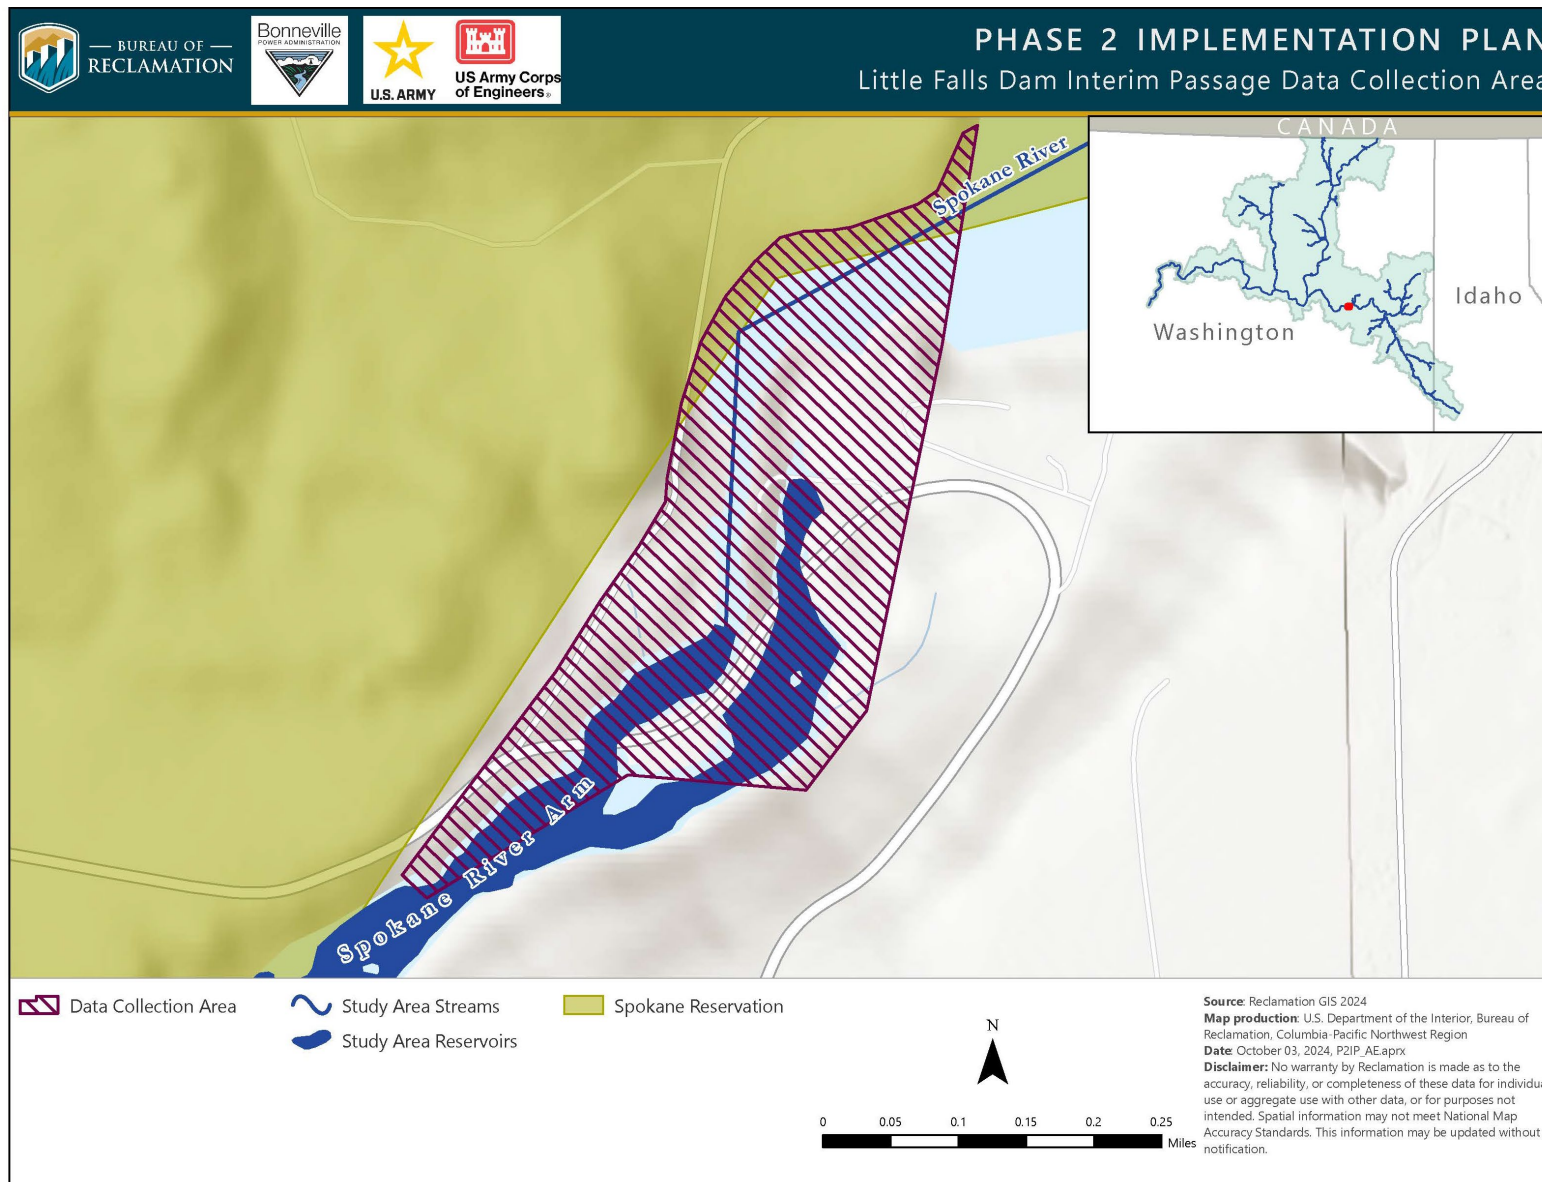 BUREAU OF
RECLAMATION
Bonneville
POWER ADMINISTRATION
U.S. ARMY
US Army Corps
of Engineers®
PHASE 2 IMPLEMENTATION PLAN
Little Falls Dam Interim Passage Data Collection Area
CANADA
Washington
Idaho
Spokane River
Spokane River Arm
Data Collection Area
Study Area Streams
Study Area Reservoirs
Spokane Reservation
N
0 0.05 0.1 0.15 0.2 0.25
Miles
Source: Reclamation GIS 2024
Map production: U.S. Department of the Interior, Bureau of
Reclamation, Columbia-Pacific Northwest Region
Date: October 03, 2024, P2IP_AE.aprx
Disclaimer: No warranty by Reclamation is made as to the
accuracy, reliability, or completeness of these data for individua
use or aggregate use with other data, or for purposes not
intended. Spatial information may not meet National Map
Accuracy Standards. This information may be updated without
notification.